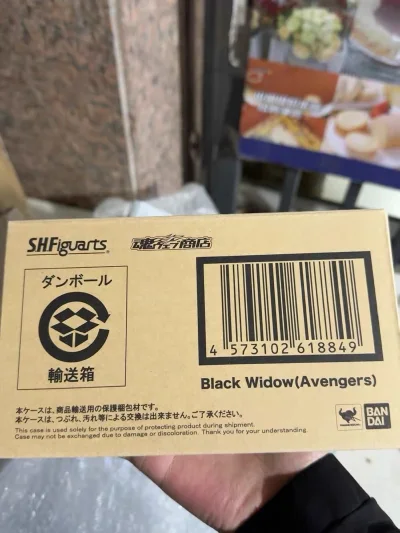 S.H.Figuarts
魂ウェブ商店
ダンボール
輸送箱
4 573102 618849
Black Widow(Avengers)
本ケースは、商品輸送用の保護梱包材です。
本ケースは、つぶれ、汚れ等による交換は出来ません。ご了承ください。
This case is used solely for the purpose of protecting product during shipment.
Case may not be exchanged due to damage or discoloration. Thank you for your understanding.
BAN
DAI